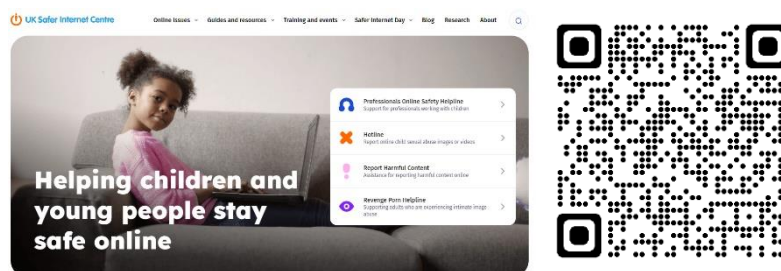 UK Safer Internet Centre
Online Issues Guides and resources Training and events Safer Internet Day Blog Research About
Professionals Online Safety Helpline
Support for professionals working with children
Hotline
Report online child sexual abuse images or videos
Report Harmful Content
Assistance for reporting harmful content online
Revenge Porn Helpline
Supporting adults who are experiencing intimate image
abuse
Helping children and
young people stay
safe online